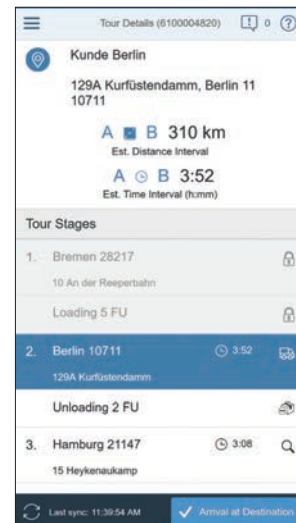 Tour Details (6100004820) 0
Kunde Berlin
129A Kurfüstendamm, Berlin 11
10711
A B 310 km
Est. Distance Interval
A B 3:52
Est. Time Interval (h:mm)
Tour Stages
1. Bremen 28217
10 An der Reeperbahn
Loading 5 FU
2. Berlin 10711 3:52
129A Kurfüstendamm
Unloading 2 FU
3. Hamburg 21147 3:08
15 Heykenaukamp
Last sync: 11:39:54 AM Arrival at Destination